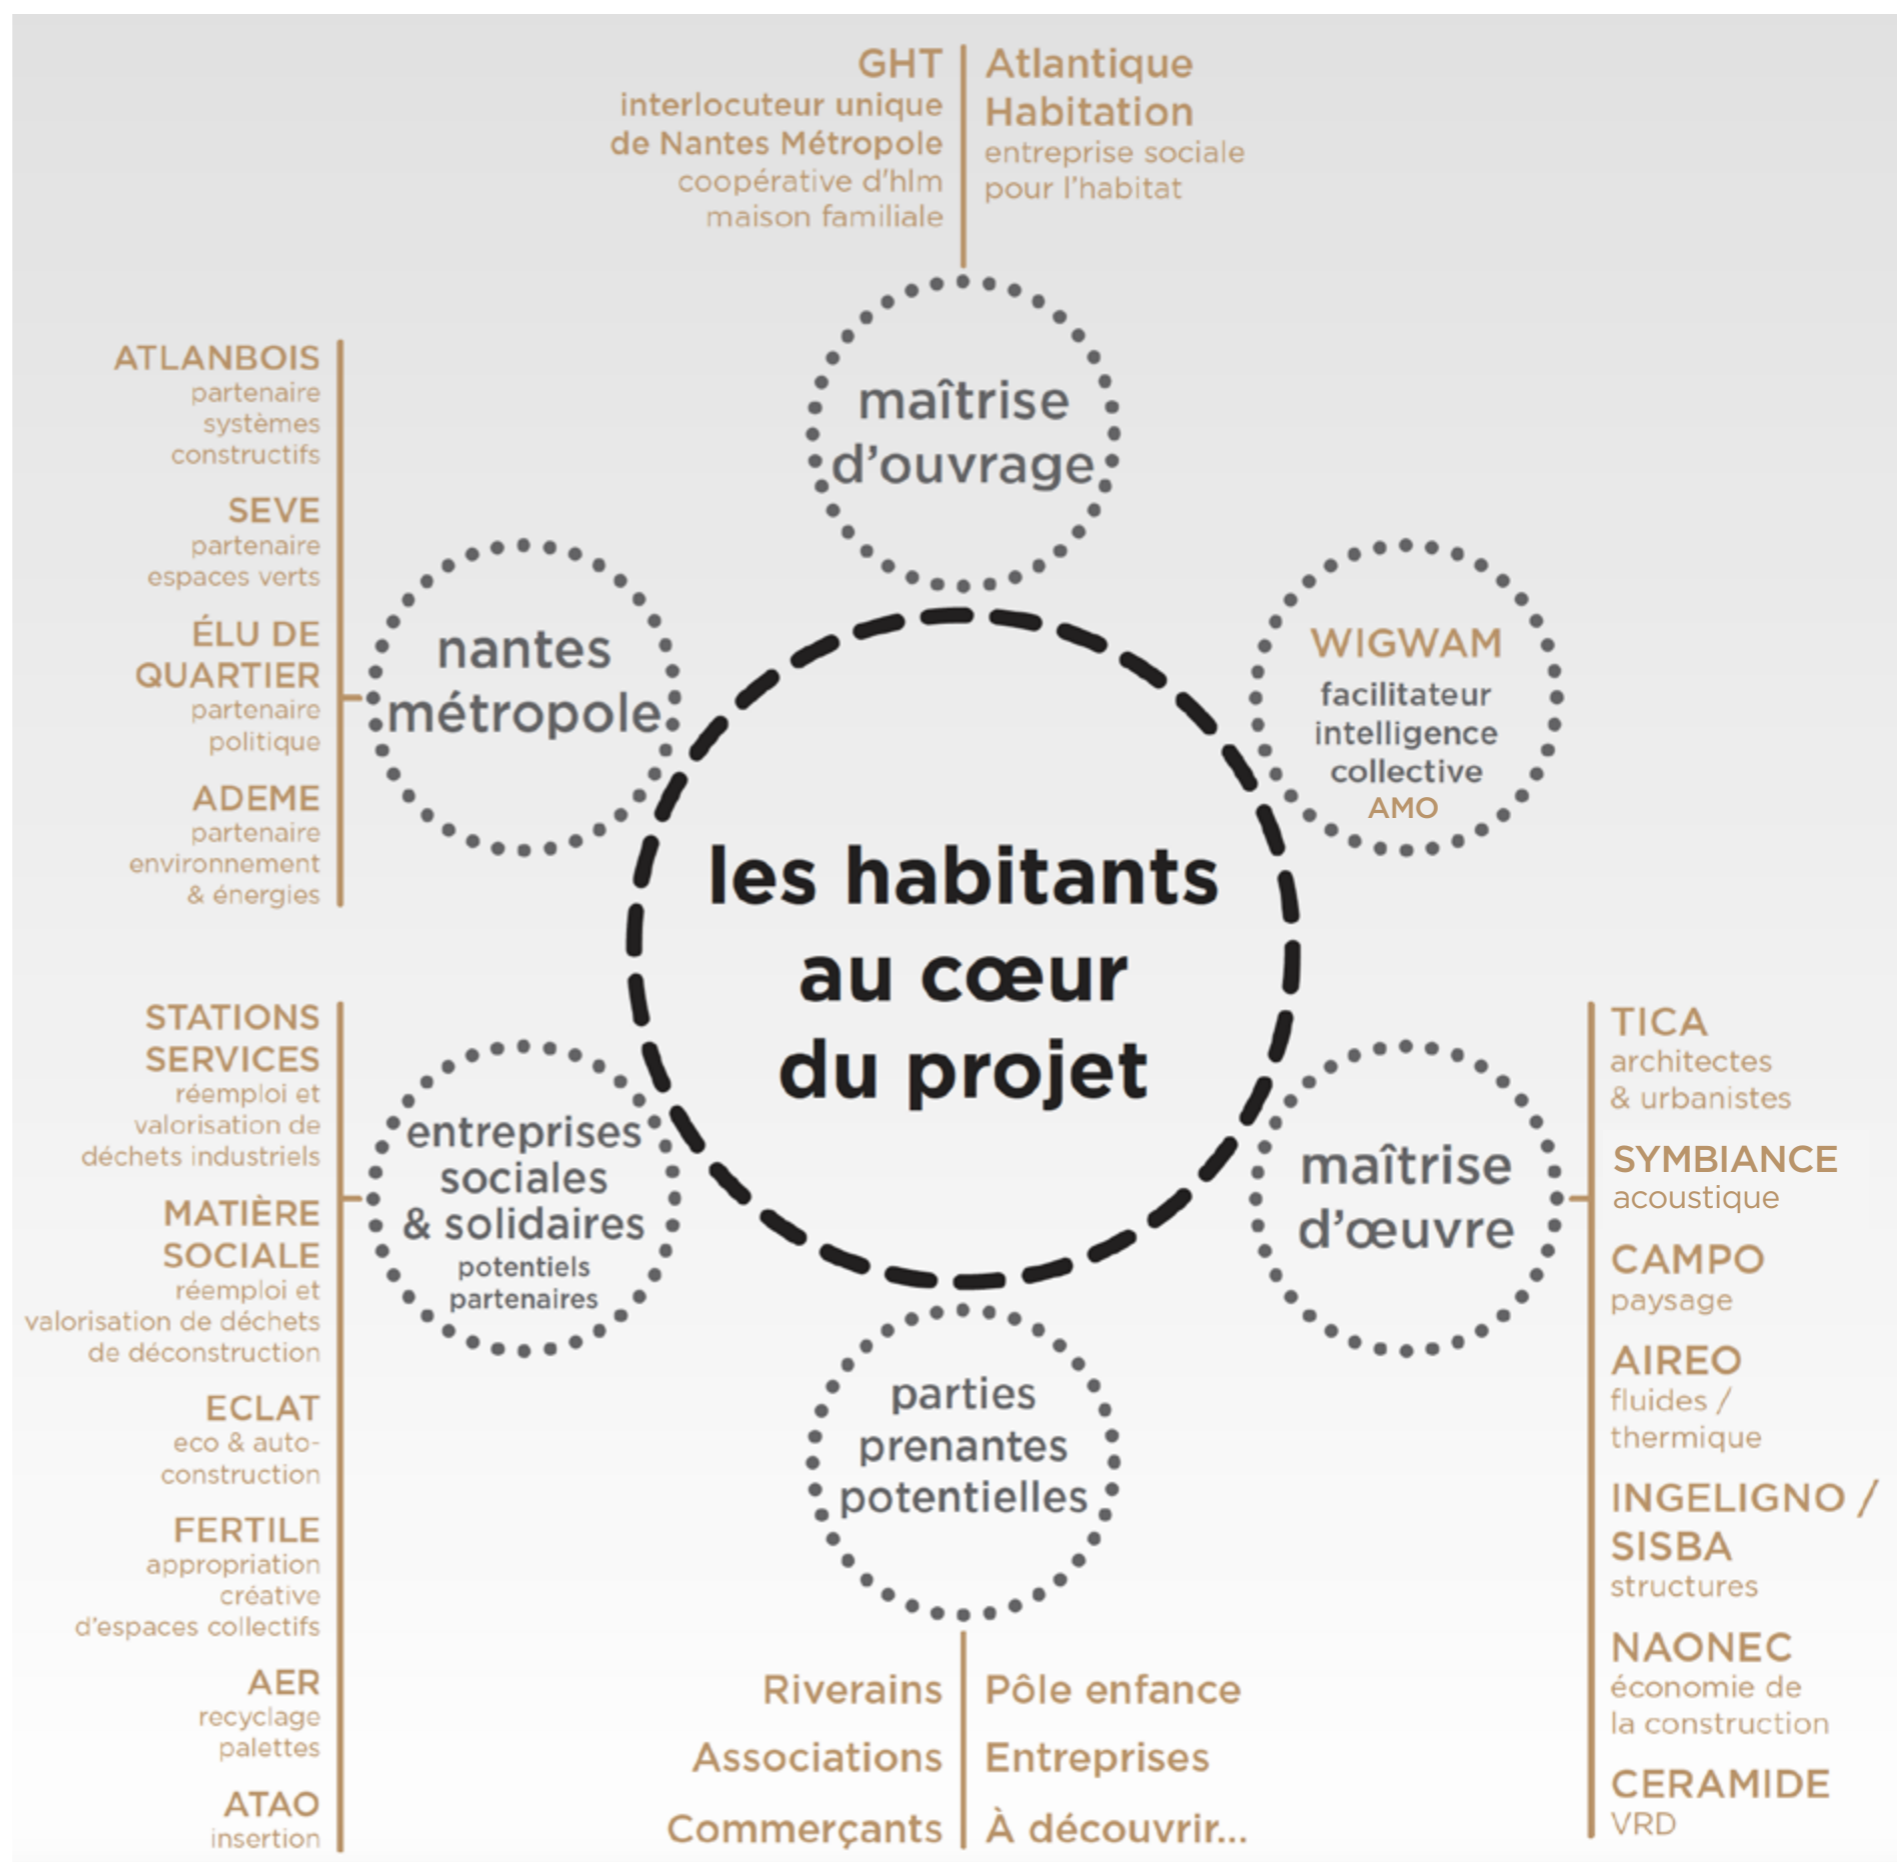 GHT
interlocuteur unique
de Nantes Métropole
coopérative d'hlm
maison familiale
Atlantique
Habitation
entreprise sociale
pour l'habitat
maîtrise
d'ouvrage
ATLANBOIS
partenaire
systèmes
constructifs
SEVE
partenaire
espaces verts
ÉLU DE
QUARTIER
partenaire
politique
ADEME
partenaire
environnement
& énergies
nantes
métropole
WIGWAM
facilitateur
intelligence
collective
AMO
les habitants
au cœur
du projet
STATIONS
SERVICES
réemploi et
valorisation de
déchets industriels
MATIÈRE
SOCIALE
réemploi et
valorisation de déchets
de déconstruction
ECLAT
eco & auto-
construction
FERTILE
appropriation
créative
d'espaces collectifs
AER
recyclage
palettes
ATAO
insertion
entreprises
sociales
& solidaires
potentiels
partenaires
maîtrise
d'œuvre
TICA
architectes
& urbanistes
SYMBIANCE
acoustique
CAMPO
paysage
AIREO
fluides /
thermique
INGELIGNO /
SISBA
structures
NAONEC
économie de
la construction
CERAMIDE
VRD
parties
prenantes
potentielles
Riverains
Associations
Commerçants
Pôle enfance
Entreprises
À découvrir...